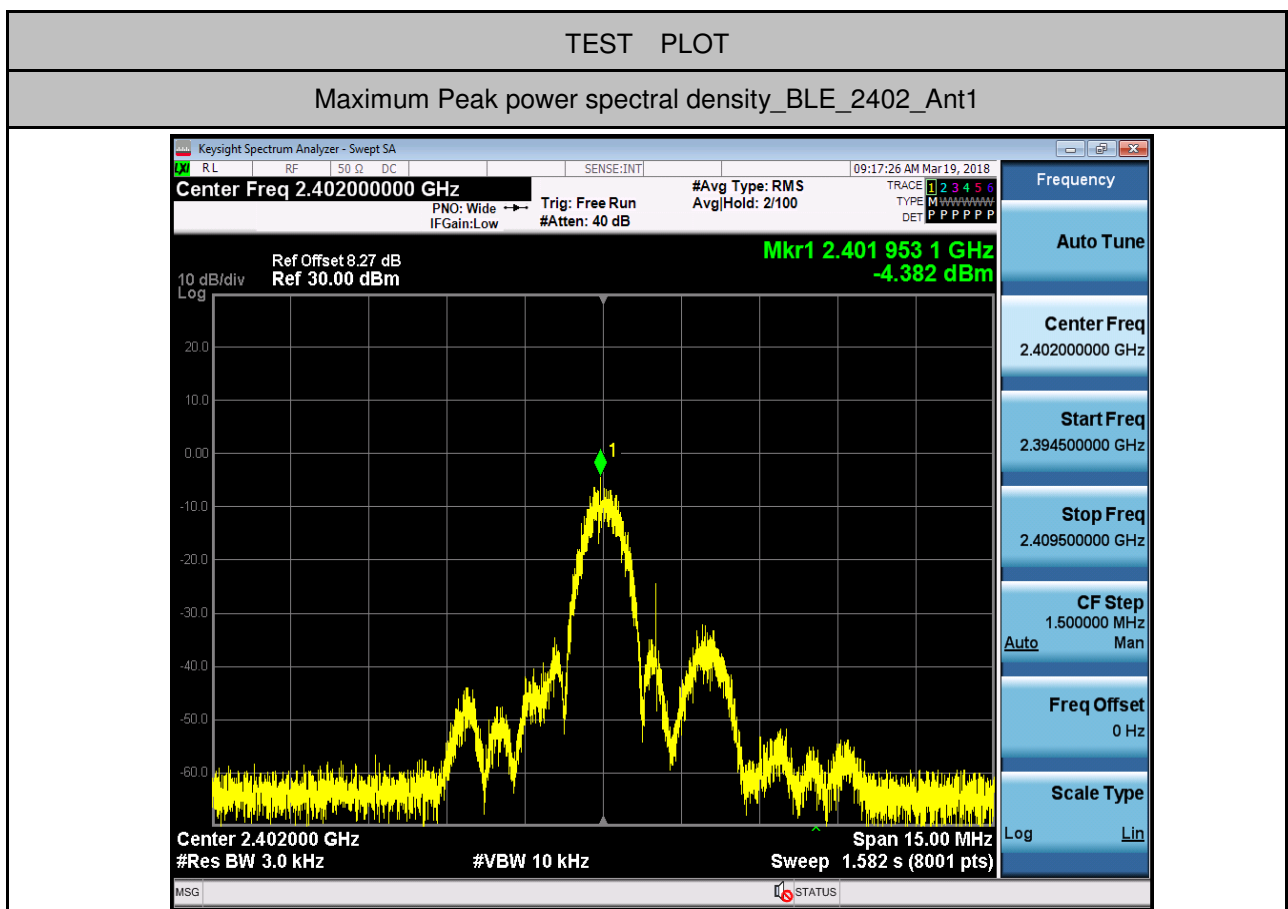 TEST PLOT
Maximum Peak power spectral density_BLE_2402_Ant1
Keysight Spectrum Analyzer - Swept SA
LXI RL RF 50 Ω DC SENSE:INT 09:17:26 AM Mar 19, 2018
Center Freq 2.402000000 GHz
PNO: Wide
IFGain:Low
Trig: Free Run
#Atten: 40 dB
#Avg Type: RMS
Avg|Hold: 2/100
TRACE 1 2 3 4 5 6
TYPE M W W W W W
DET P P P P P P
Mkr1 2.401 953 1 GHz
-4.382 dBm
Ref Offset 8.27 dB
10 dB/div Ref 30.00 dBm
Log
20.0
10.0
0.00
-10.0
-20.0
-30.0
-40.0
-50.0
-60.0
1
Center 2.402000 GHz Span 15.00 MHz
#Res BW 3.0 kHz #VBW 10 kHz Sweep 1.582 s (8001 pts)
MSG STATUS
Frequency
Auto Tune
Center Freq
2.402000000 GHz
Start Freq
2.394500000 GHz
Stop Freq
2.409500000 GHz
CF Step
1.500000 MHz
Auto Man
Freq Offset
0 Hz
Scale Type
Log Lin